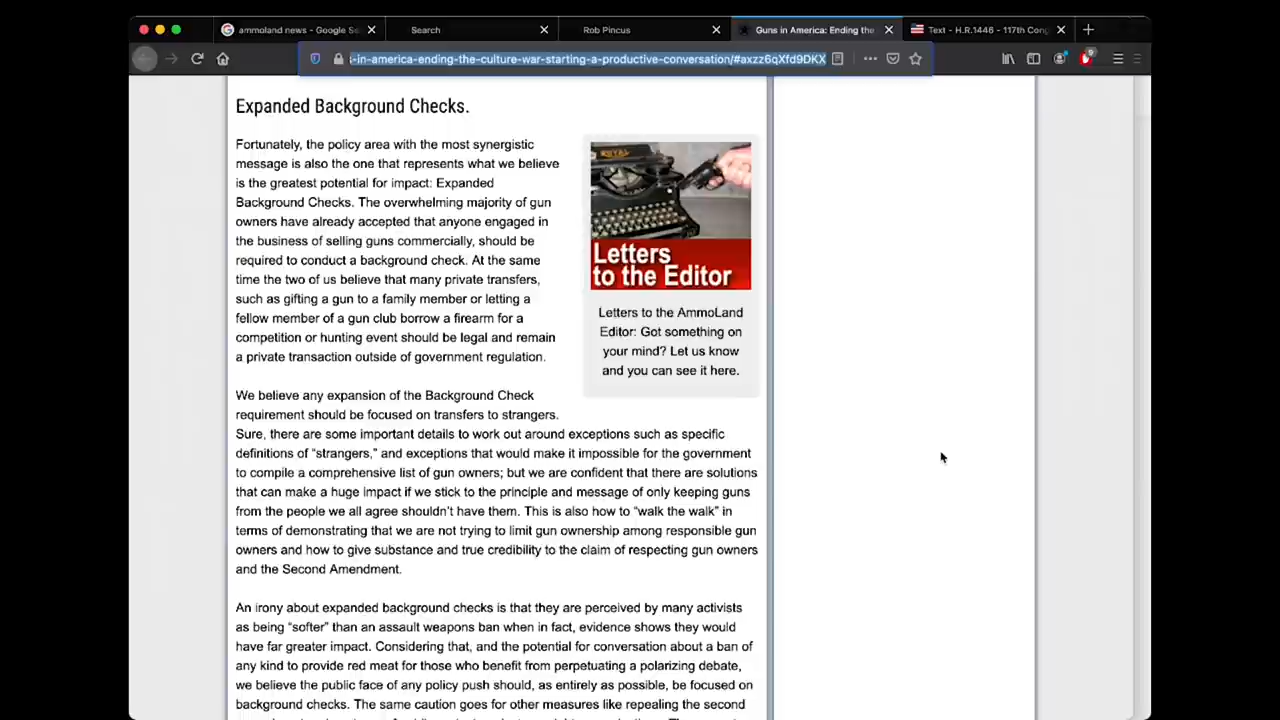 ammoland news - Google Se
Search
Rob Pincus
Guns in America: Ending the
Text - H.R.1446 - 117th Cong
-in-america-ending-the-culture-war-starting-a-productive-conversation/#axzz6qXfd9DKX
9
Expanded Background Checks.
Fortunately, the policy area with the most synergistic
message is also the one that represents what we believe
is the greatest potential for impact: Expanded
Background Checks. The overwhelming majority of gun
owners have already accepted that anyone engaged in
the business of selling guns commercially, should be
required to conduct a background check. At the same
time the two of us believe that many private transfers,
such as gifting a gun to a family member or letting a
fellow member of a gun club borrow a firearm for a
competition or hunting event should be legal and remain
a private transaction outside of government regulation.
ROYAL
Letters
to the Editor
Letters to the AmmoLand
Editor: Got something on
your mind? Let us know
and you can see it here.
We believe any expansion of the Background Check
requirement should be focused on transfers to strangers.
Sure, there are some important details to work out around exceptions such as specific
definitions of “strangers,” and exceptions that would make it impossible for the government
to compile a comprehensive list of gun owners; but we are confident that there are solutions
that can make a huge impact if we stick to the principle and message of only keeping guns
from the people we all agree shouldn’t have them. This is also how to “walk the walk” in
terms of demonstrating that we are not trying to limit gun ownership among responsible gun
owners and how to give substance and true credibility to the claim of respecting gun owners
and the Second Amendment.
An irony about expanded background checks is that they are perceived by many activists
as being “softer” than an assault weapons ban when in fact, evidence shows they would
have far greater impact. Considering that, and the potential for conversation about a ban of
any kind to provide red meat for those who benefit from perpetuating a polarizing debate,
we believe the public face of any policy push should, as entirely as possible, be focused on
background checks. The same caution goes for other measures like repealing the second